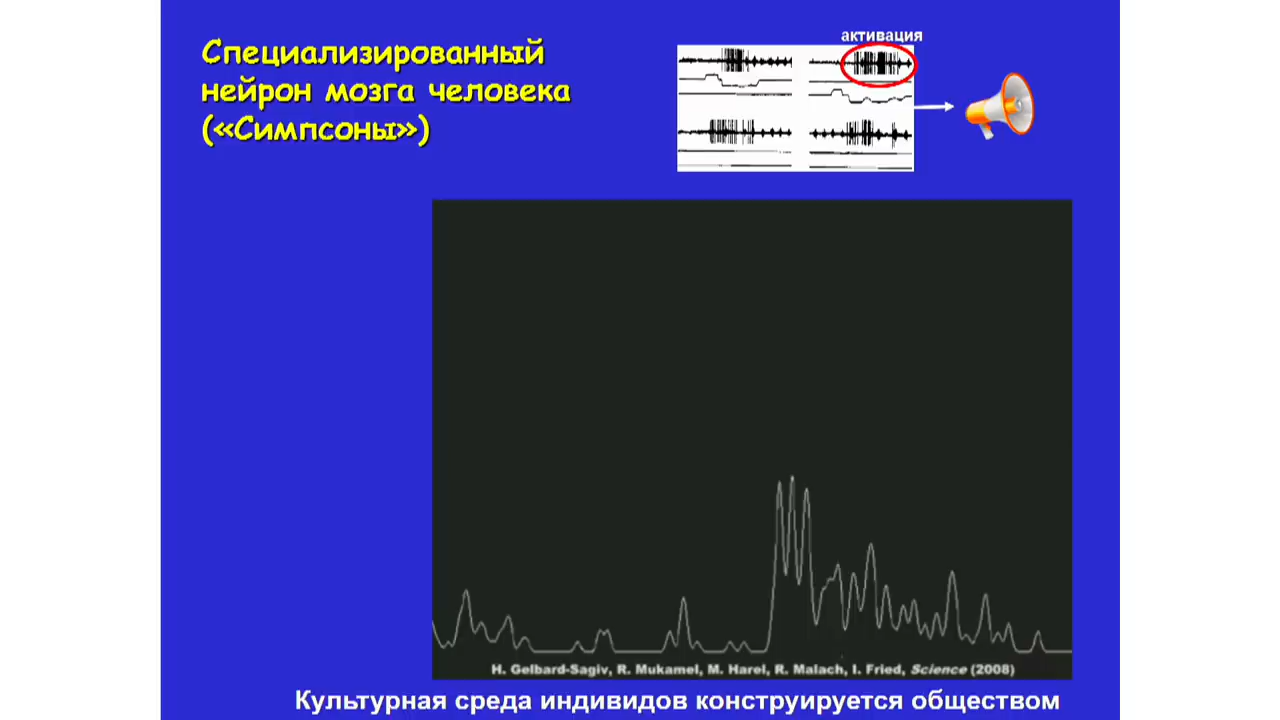 Специализированный
нейрон мозга человека
(«Симпсоны»)
активация
H. Gelbard-Sagiv, R. Mukamel, M. Harel, R. Malach, I. Fried, Science (2008)
Культурная среда индивидов конструируется обществом